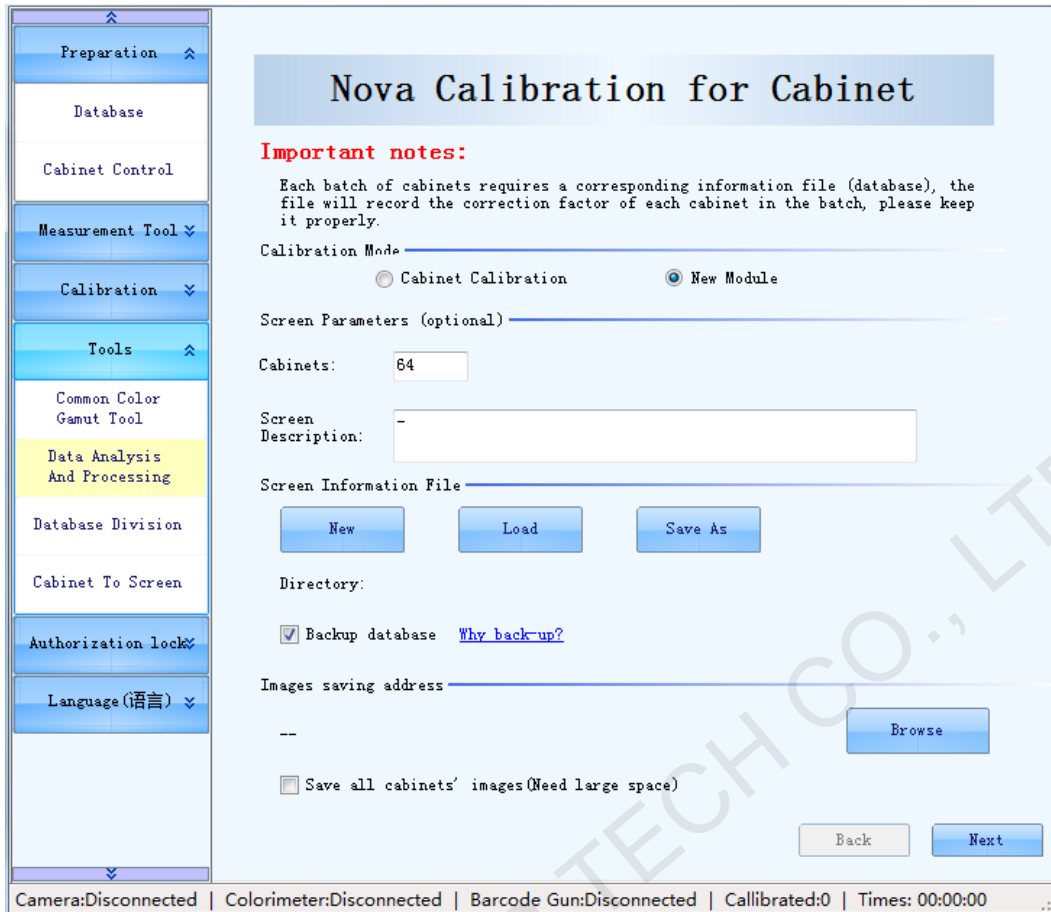 Preparation
Database
Cabinet Control
Measurement Tool
Calibration
Tools
Common Color
Gamut Tool
Data Analysis
And Processing
Database Division
Cabinet To Screen
Authorization lock
Language(语言)
Nova Calibration for Cabinet
Important notes:
Each batch of cabinets requires a corresponding information file (database), the
file will record the correction factor of each cabinet in the batch, please keep
it properly.
Calibration Mode
Cabinet Calibration
New Module
Screen Parameters (optional)
Cabinets:
64
Screen
Description:
-
Screen Information File
New
Load
Save As
Directory:
Backup database
Why back-up?
Images saving address
--
Browse
Save all cabinets' images(Need large space)
Back
Next
Camera:Disconnected | Colorimeter:Disconnected | Barcode Gun:Disconnected | Callibrated:0 | Times: 00:00:00
TECH CO., LT